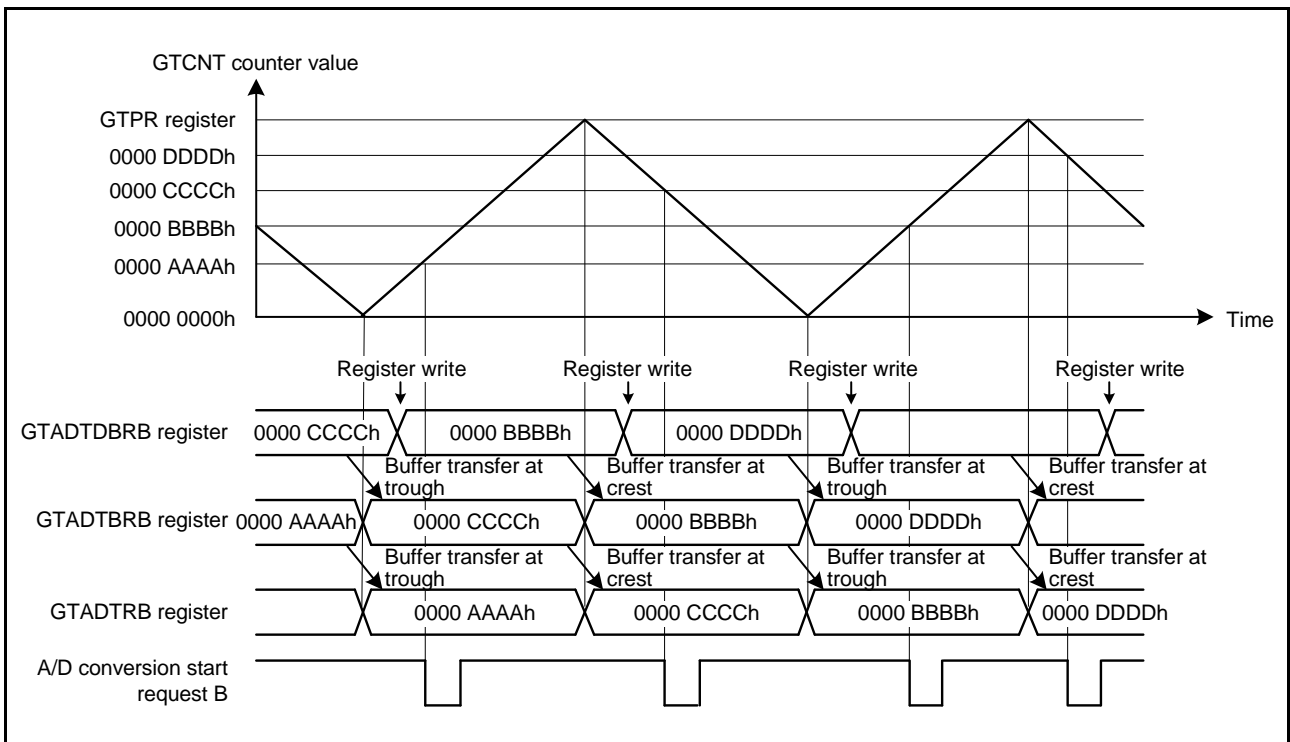 GTCNT counter value
GTPR register
0000 DDDDh
0000 CCCCh
0000 BBBBh
0000 AAAAh
0000 0000h
Time
Register write Register write Register write Register write
GTADTDBRB register 0000 CCCCh 0000 BBBBh 0000 DDDDh
Buffer transfer at Buffer transfer at Buffer transfer at Buffer transfer at
trough crest trough crest
GTADTBRB register 0000 AAAAh 0000 CCCCh 0000 BBBBh 0000 DDDDh
Buffer transfer at Buffer transfer at Buffer transfer at Buffer transfer at
trough crest trough crest
GTADTRB register 0000 AAAAh 0000 CCCCh 0000 BBBBh 0000 DDDDh
A/D conversion start
request B